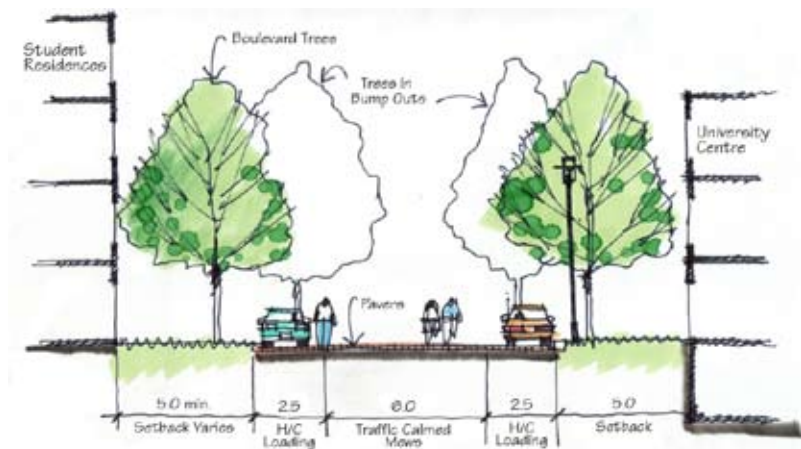 Boulevard Trees
Student
Residences
Trees In
Bump Outs
University
Centre
Pavers
5.0 min.
2.5
6.0
2.5
5.0
Setback Varies
H/C
Loading
Traffic Calmed
Mews
H/C
Loading
Setback